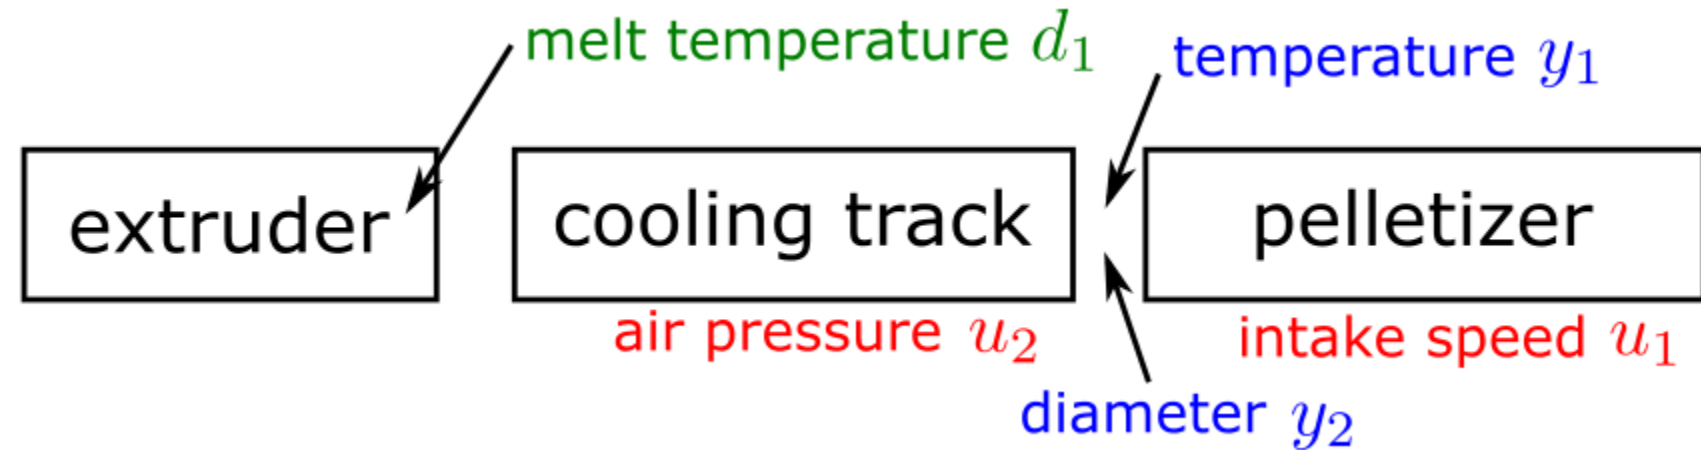 melt temperature d₁
temperature y₁
extruder
cooling track
pelletizer
air pressure u₂
intake speed u₁
diameter y₂